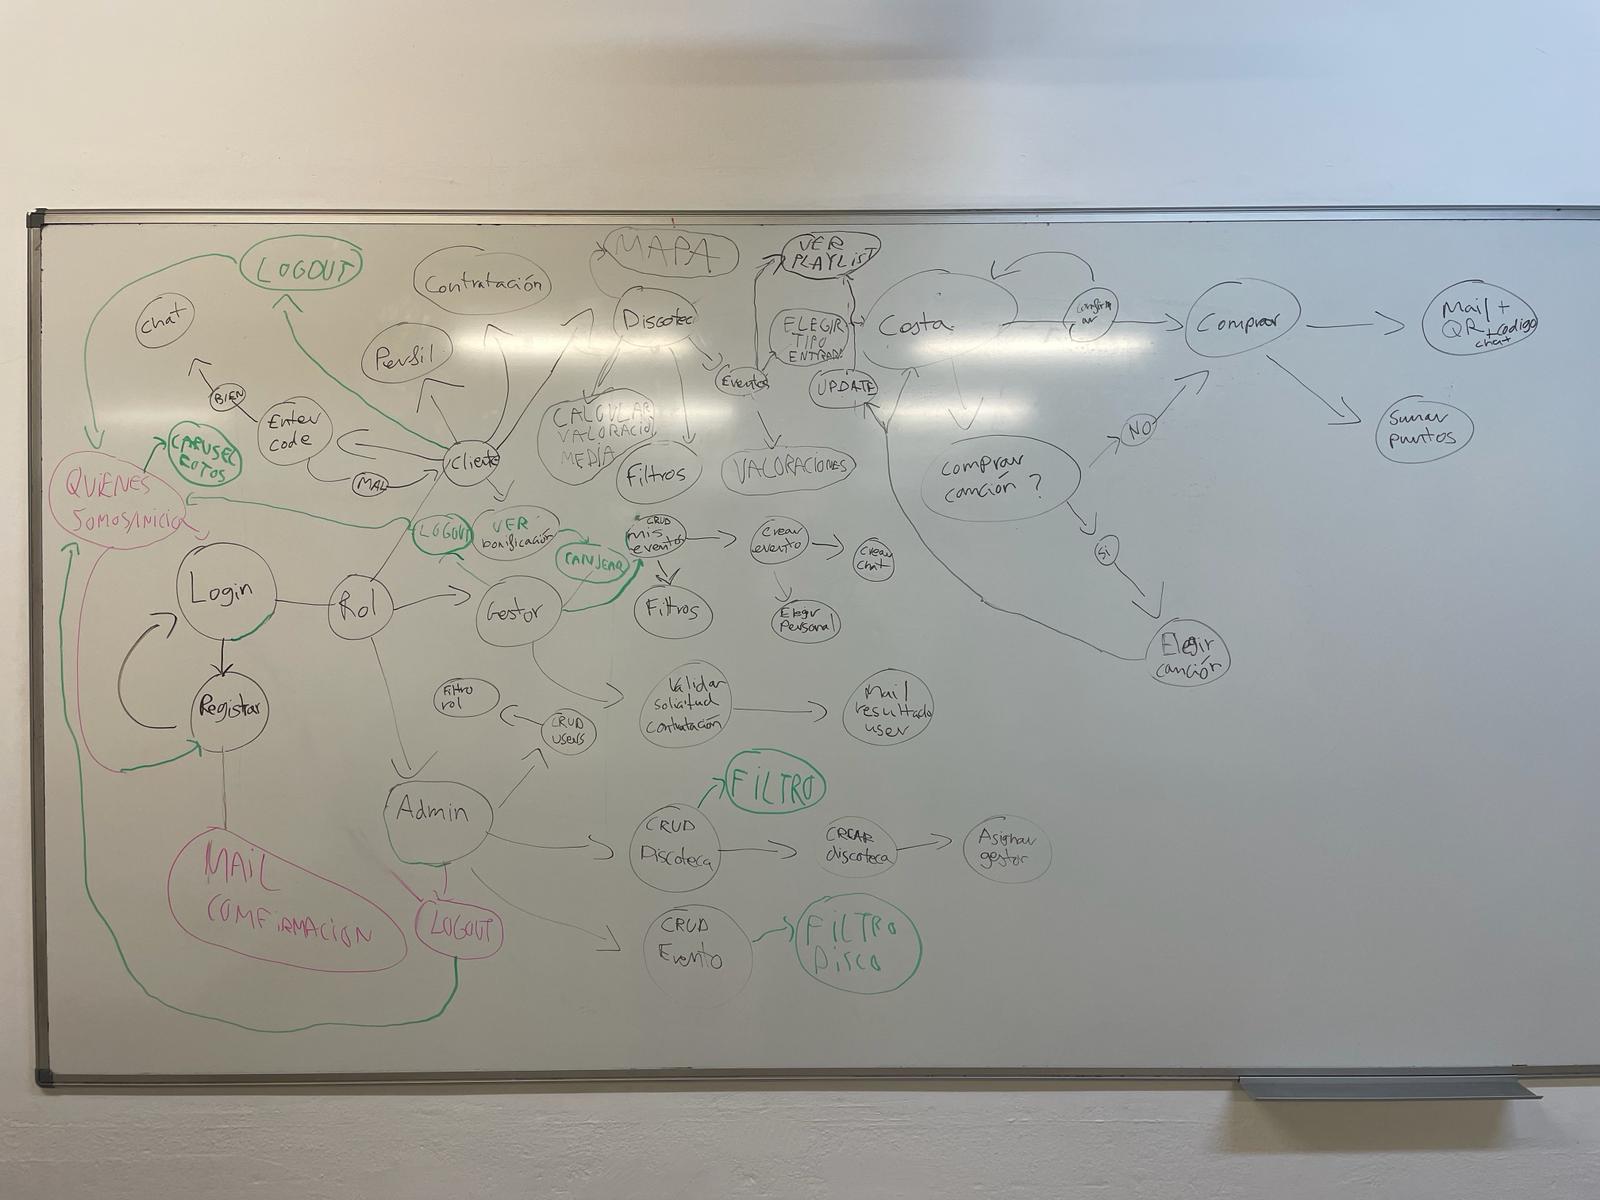 LOGOUT
Contratación
MAPA
VER
PLAYLIST
chat
Perfil
Discotec
ELEGIR
TIPO
ENTRADA
Costa
Comprar
Mail +
QR + codigo
chat
BIEN
Enter
code
Eventos
UPDATE
CALCULAR
VALORACIO
MEDIA
NO
Sumar
puntos
CARUSEL
FOTOS
Cliente
MAL
Filtros
VALORACIONES
Comprar
canción ?
QUIENES
SOMOS/INICIO
LOGOUT
VER
bonificación
CANJEAR
CRUD
mis
eventos
Crear
evento
Crear
chat
Si
Login
Rol
Gestor
Filtros
Elegir
Personal
Elegir
canción
Registar
Filtro
rol
CRUD
users
Validar
solicitud
contratación
Mail
resultado
user
Admin
FILTRO
CRUD
Discoteca
CREAR
discoteca
Asignar
gestor
MAIL
COMFIRMACION
LOGOUT
CRUD
Evento
FILTRO
DISCO